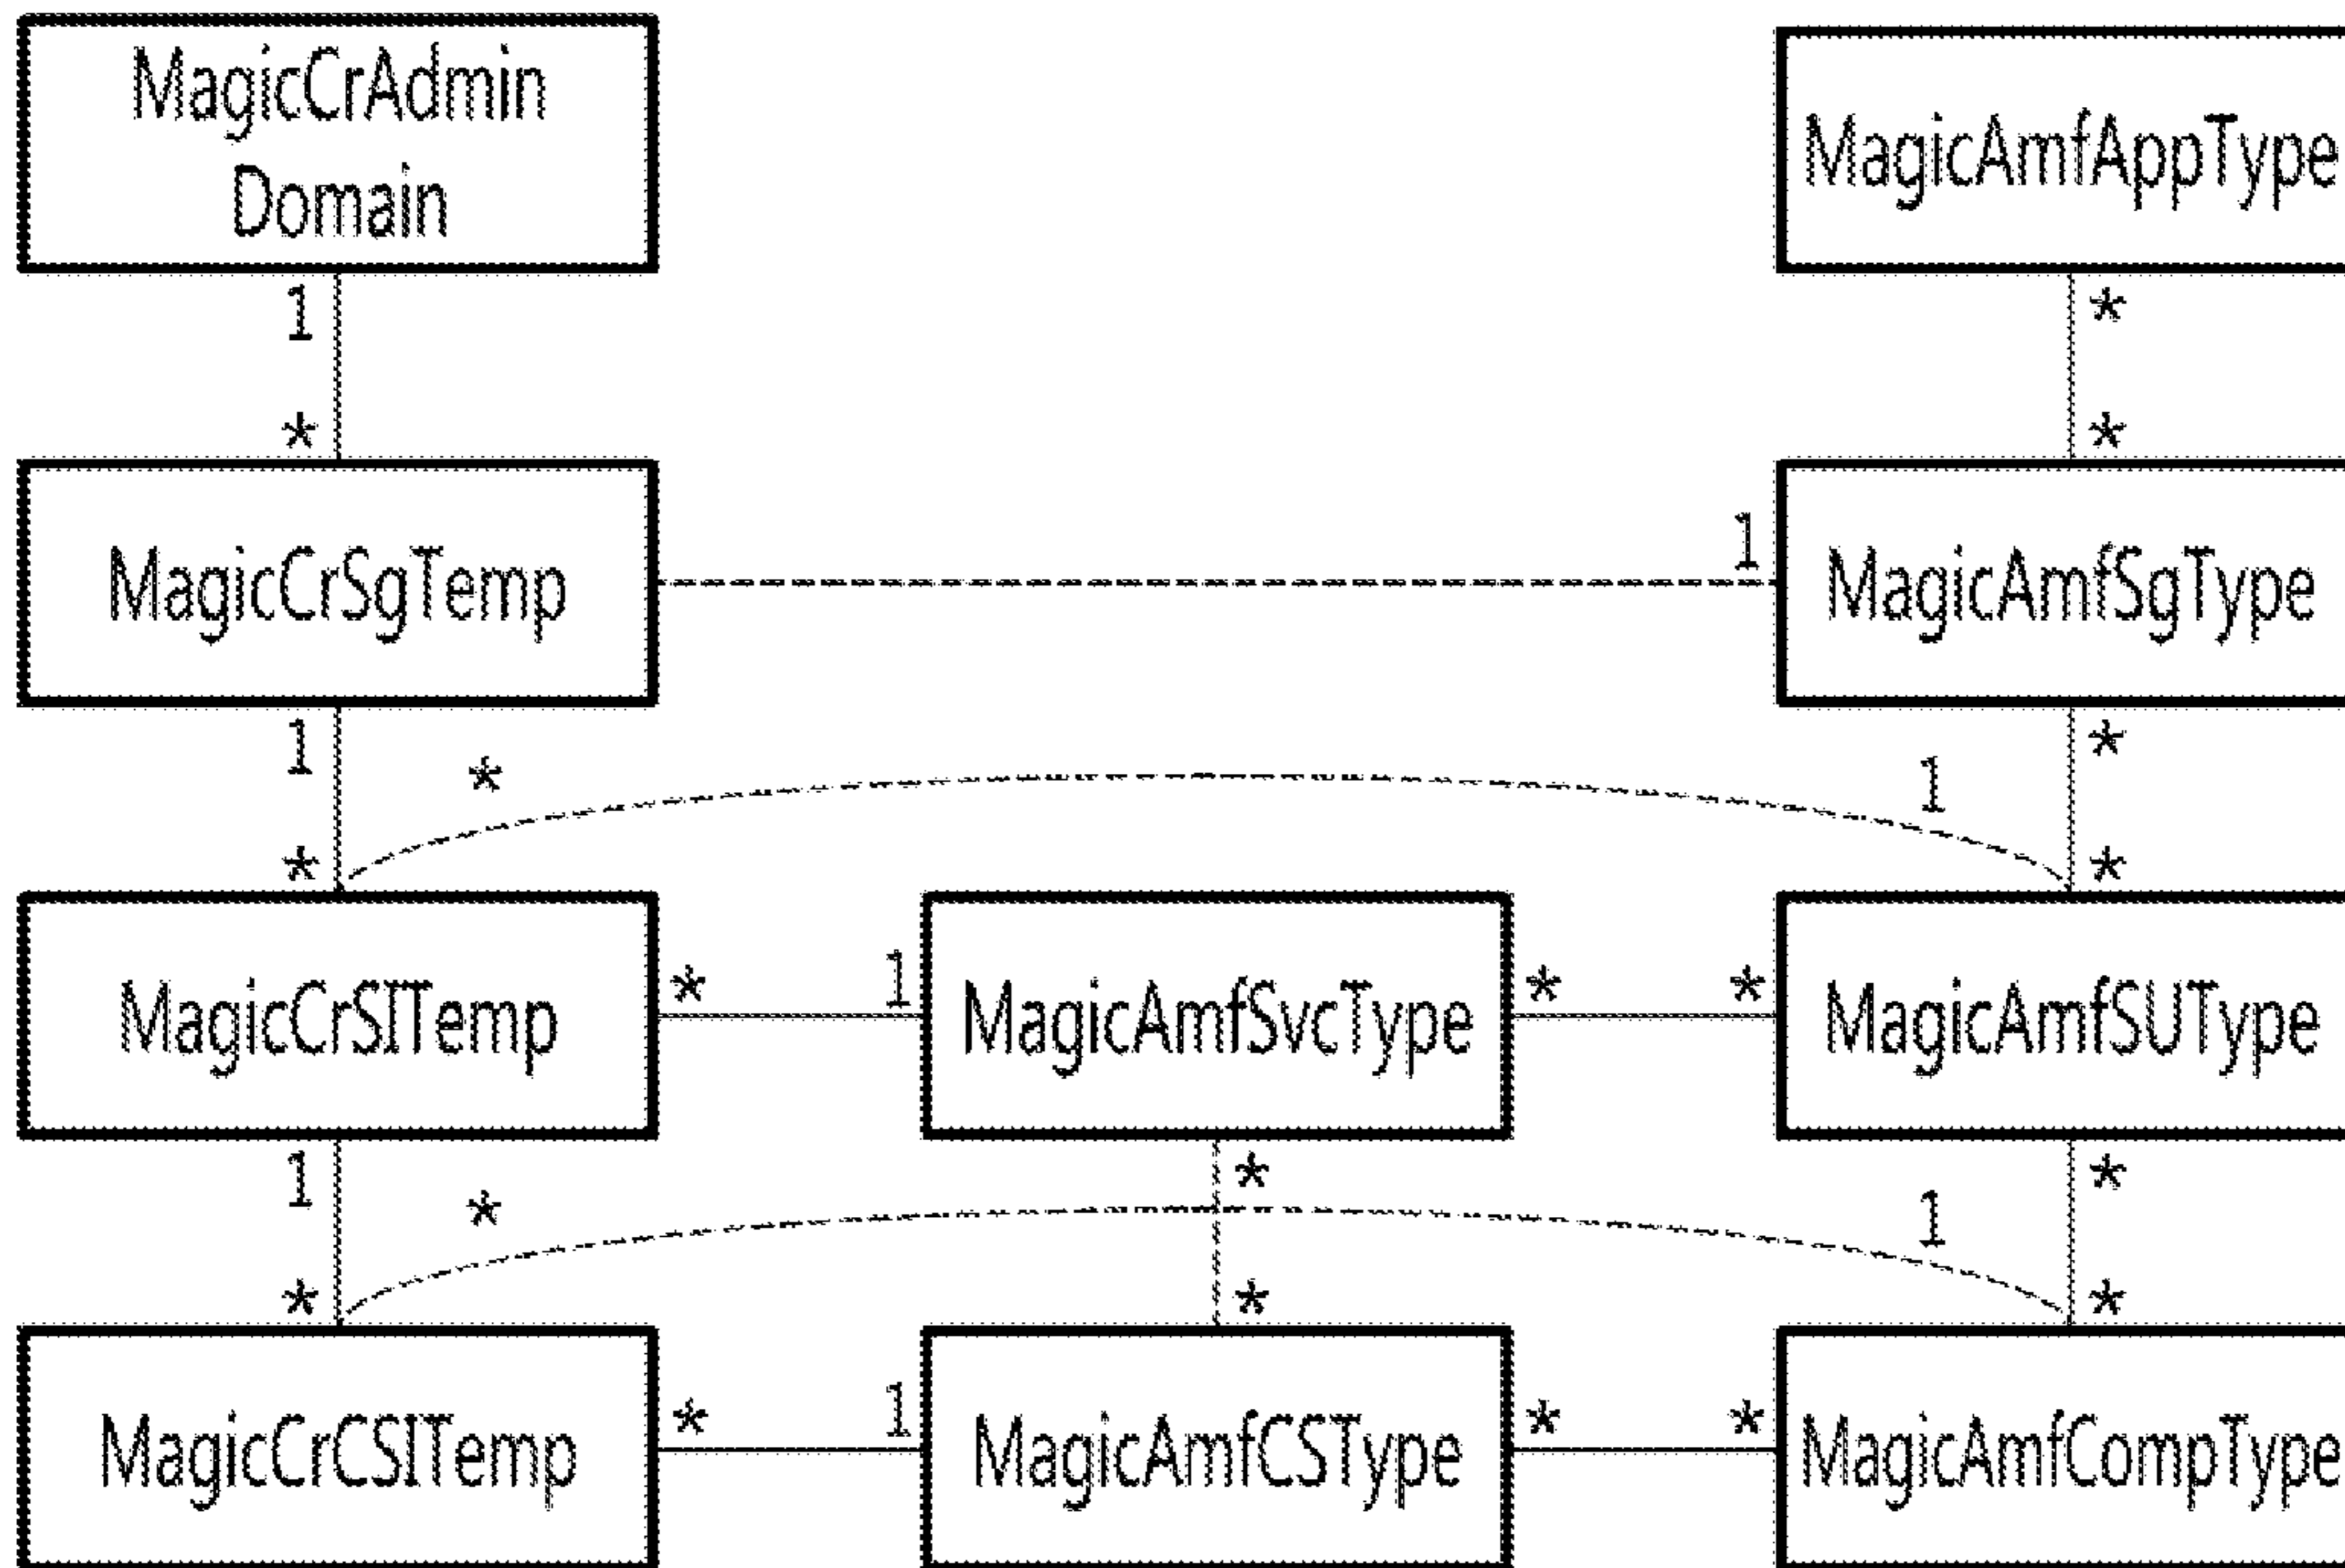 MagicCrAdmin
Domain
MagicAmfAppType
1
*
*
*
MagicCrSgTemp
1
MagicAmfSgType
1
*
*
1
*
*
*
MagicCrSITemp
*
1
MagicAmfSvcType
*
*
MagicAmfSUType
1
*
*
1
*
*
*
*
MagicCrCSITemp
*
1
MagicAmfCSType
*
*
MagicAmfCompType